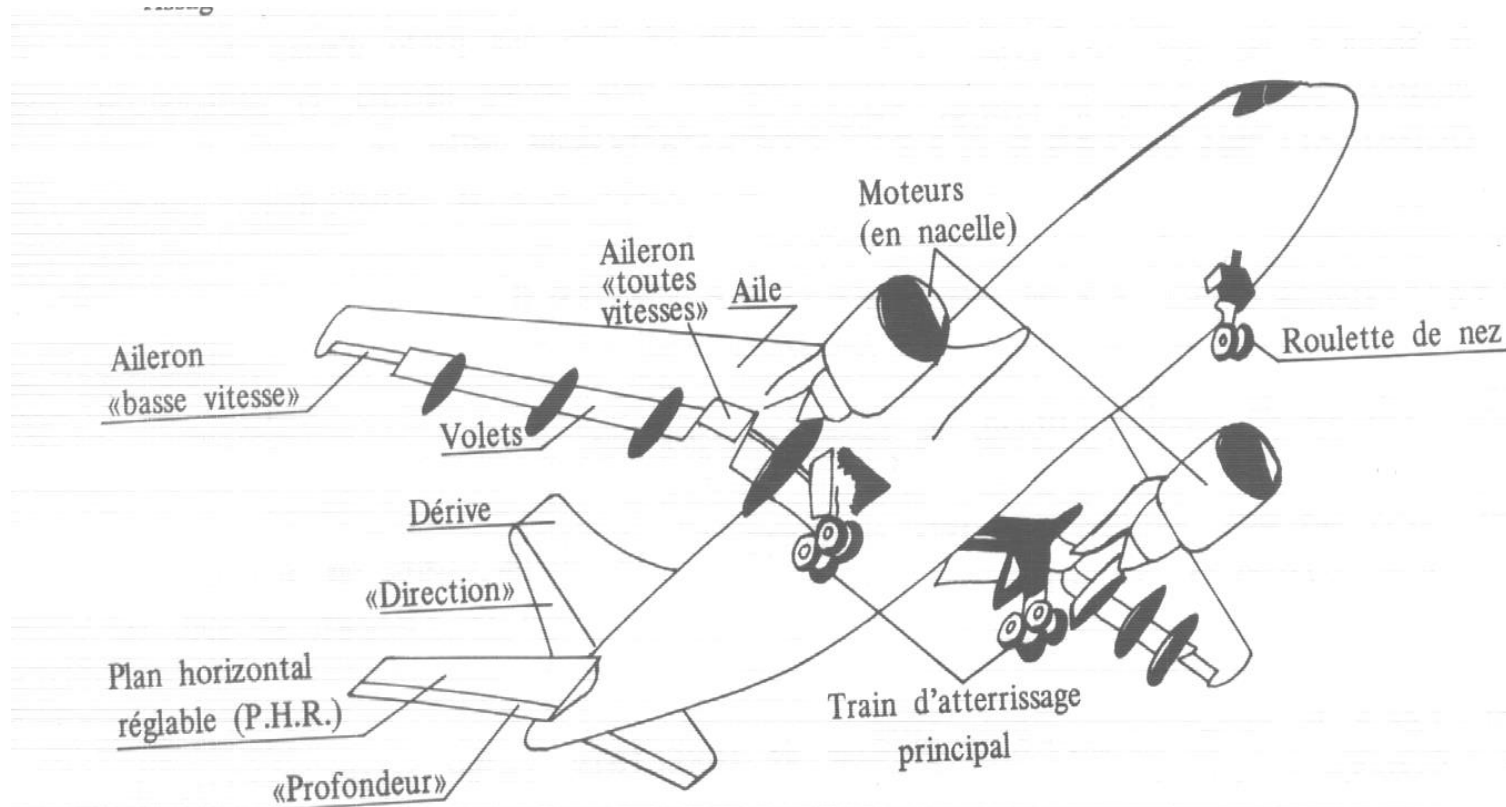 Moteurs
(en nacelle)
Aileron
«toutes
vitesses»
Aile
Roulette de nez
Aileron
«basse vitesse»
Volets
Dérive
«Direction»
Plan horizontal
réglable (P.H.R.)
Train d'atterrissage
principal
«Profondeur»